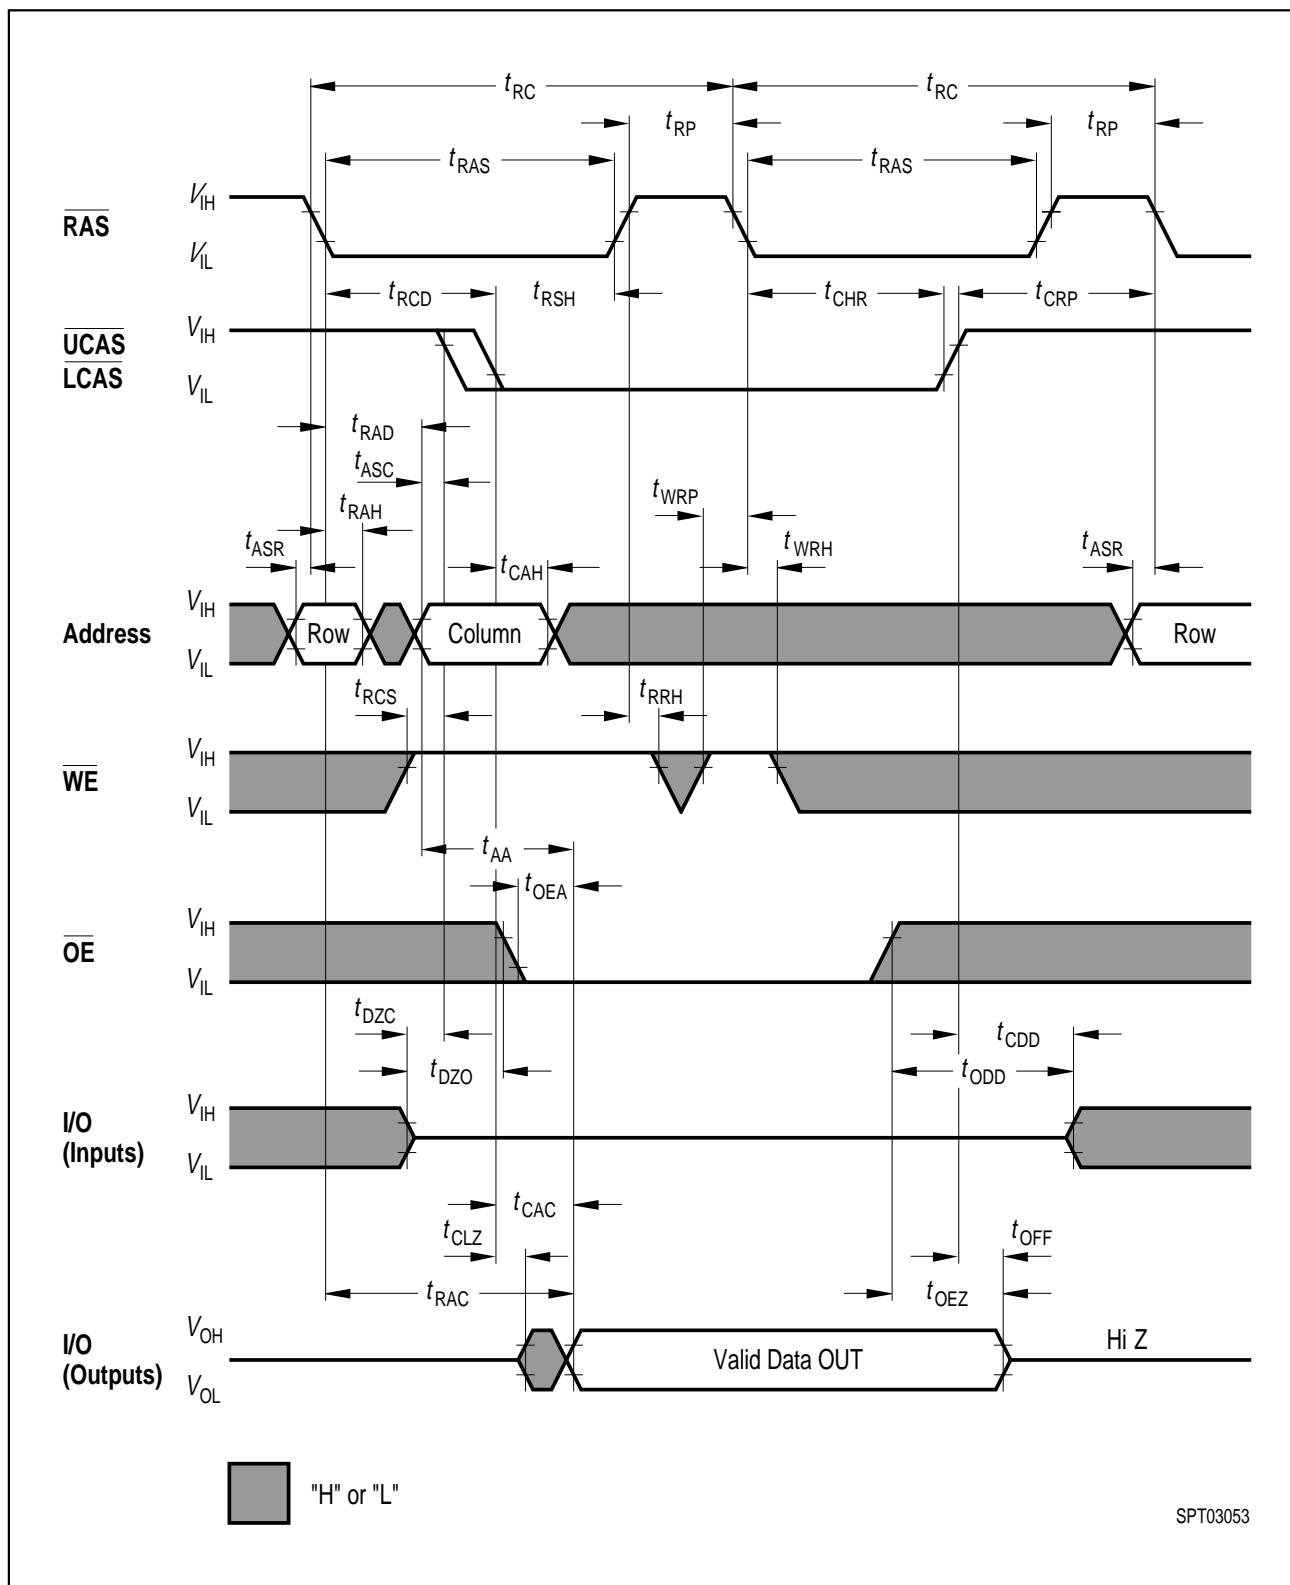 tRC tRC
tRP tRP
tRAS tRAS
RAS VIH
VIL
tRCD tRSH tCHR tCRP
UCAS VIH
LCAS VIL
tRAD
tASC
tRAH tWRP
tASR tCAH tWRH tASR
Address VIH
Row Column Row
VIL
tRCS tRRH
WE VIH
VIL
tAA
tOEA
OE VIH
VIL
tDZC tCDD
tDZO tODD
I/O VIH
(Inputs) VIL
tCAC
tCLZ tOFF
tRAC tOEZ
I/O VOH Hi Z
(Outputs) Valid Data OUT
VOL
"H" or "L"
SPT03053